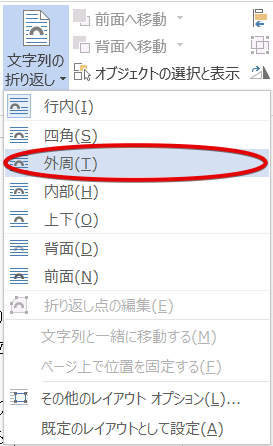 文字列の
折り返し
前面へ移動
背面へ移動
オブジェクトの選択と表示
行内(I)
四角(S)
外周(T)
内部(H)
上下(O)
背面(D)
前面(N)
折り返し点の編集(E)
文字列と一緒に移動する(M)
ページ上で位置を固定する(F)
その他のレイアウト オプション(L)...
既定のレイアウトとして設定(A)